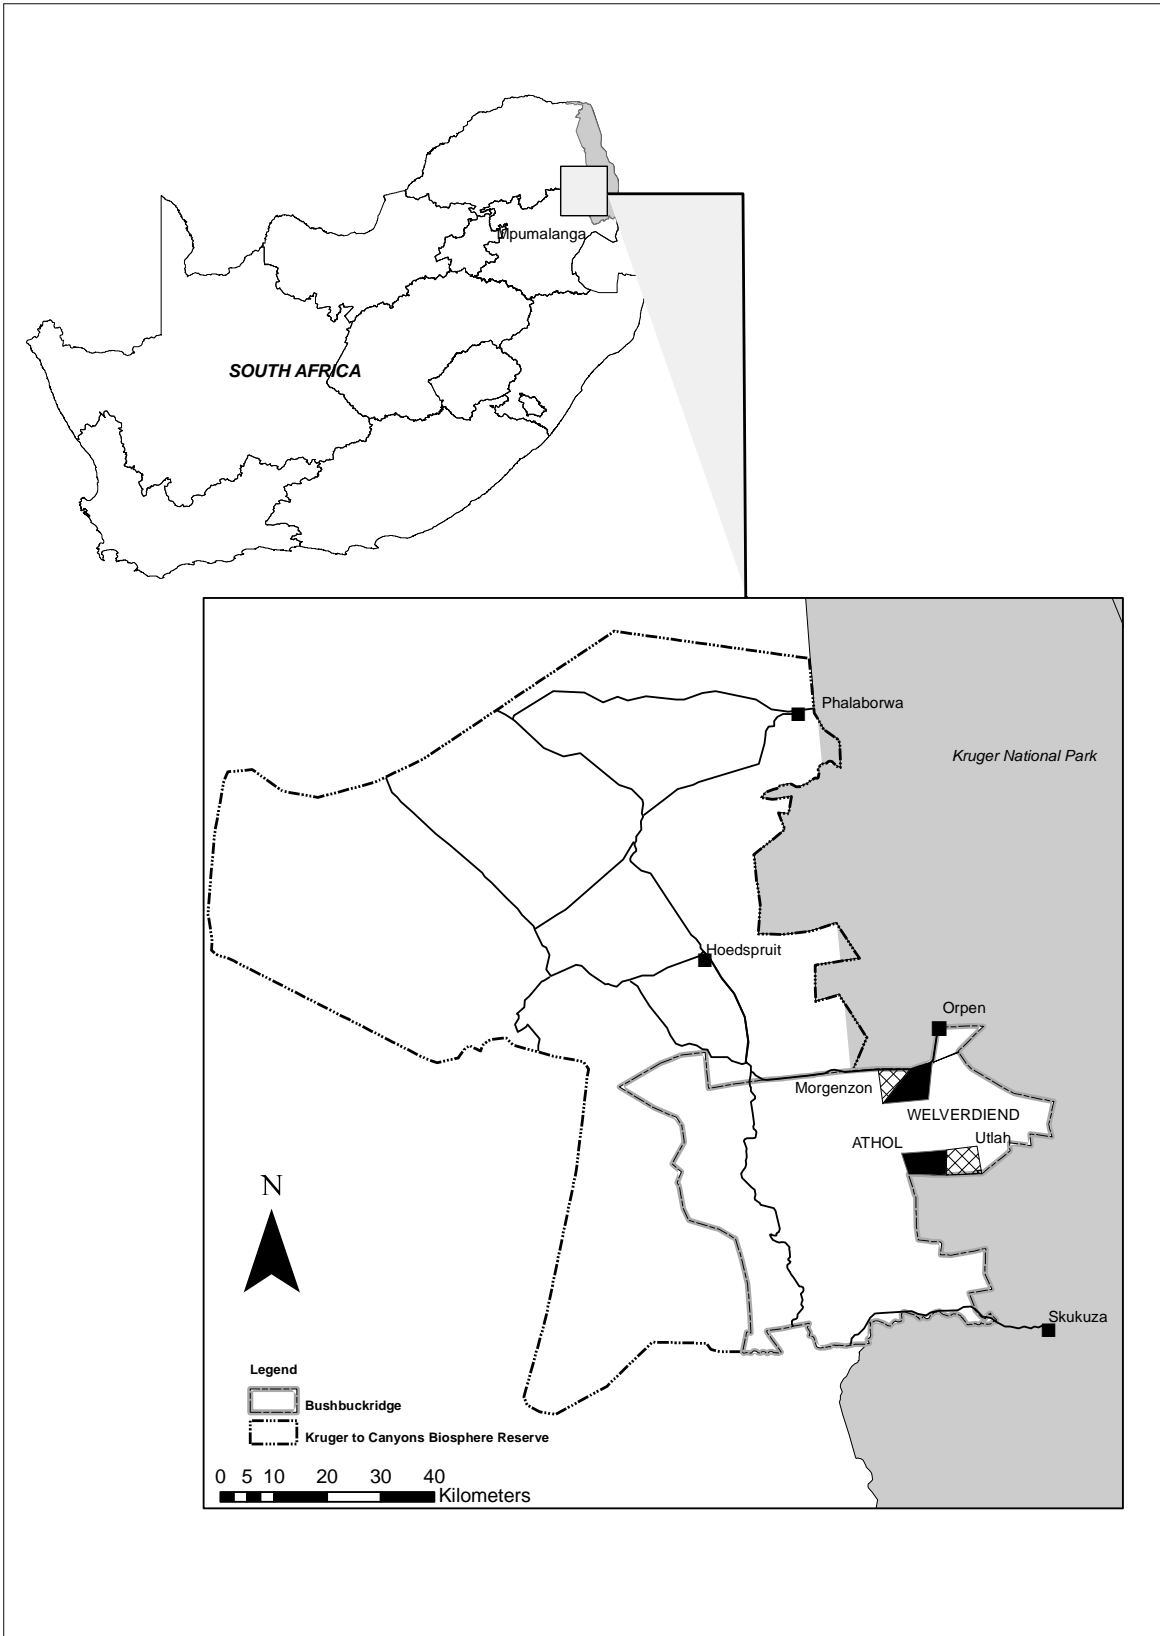 Mpumalanga
SOUTH AFRICA
Phalaborwa
Kruger National Park
Hoedspruit
Orpen
Morgenzon
WELVERDIEND
ATHOL
Utlah
N
Skukuza
Legend
Bushbuckridge
Kruger to Canyons Biosphere Reserve
0 5 10 20 30 40
Kilometers